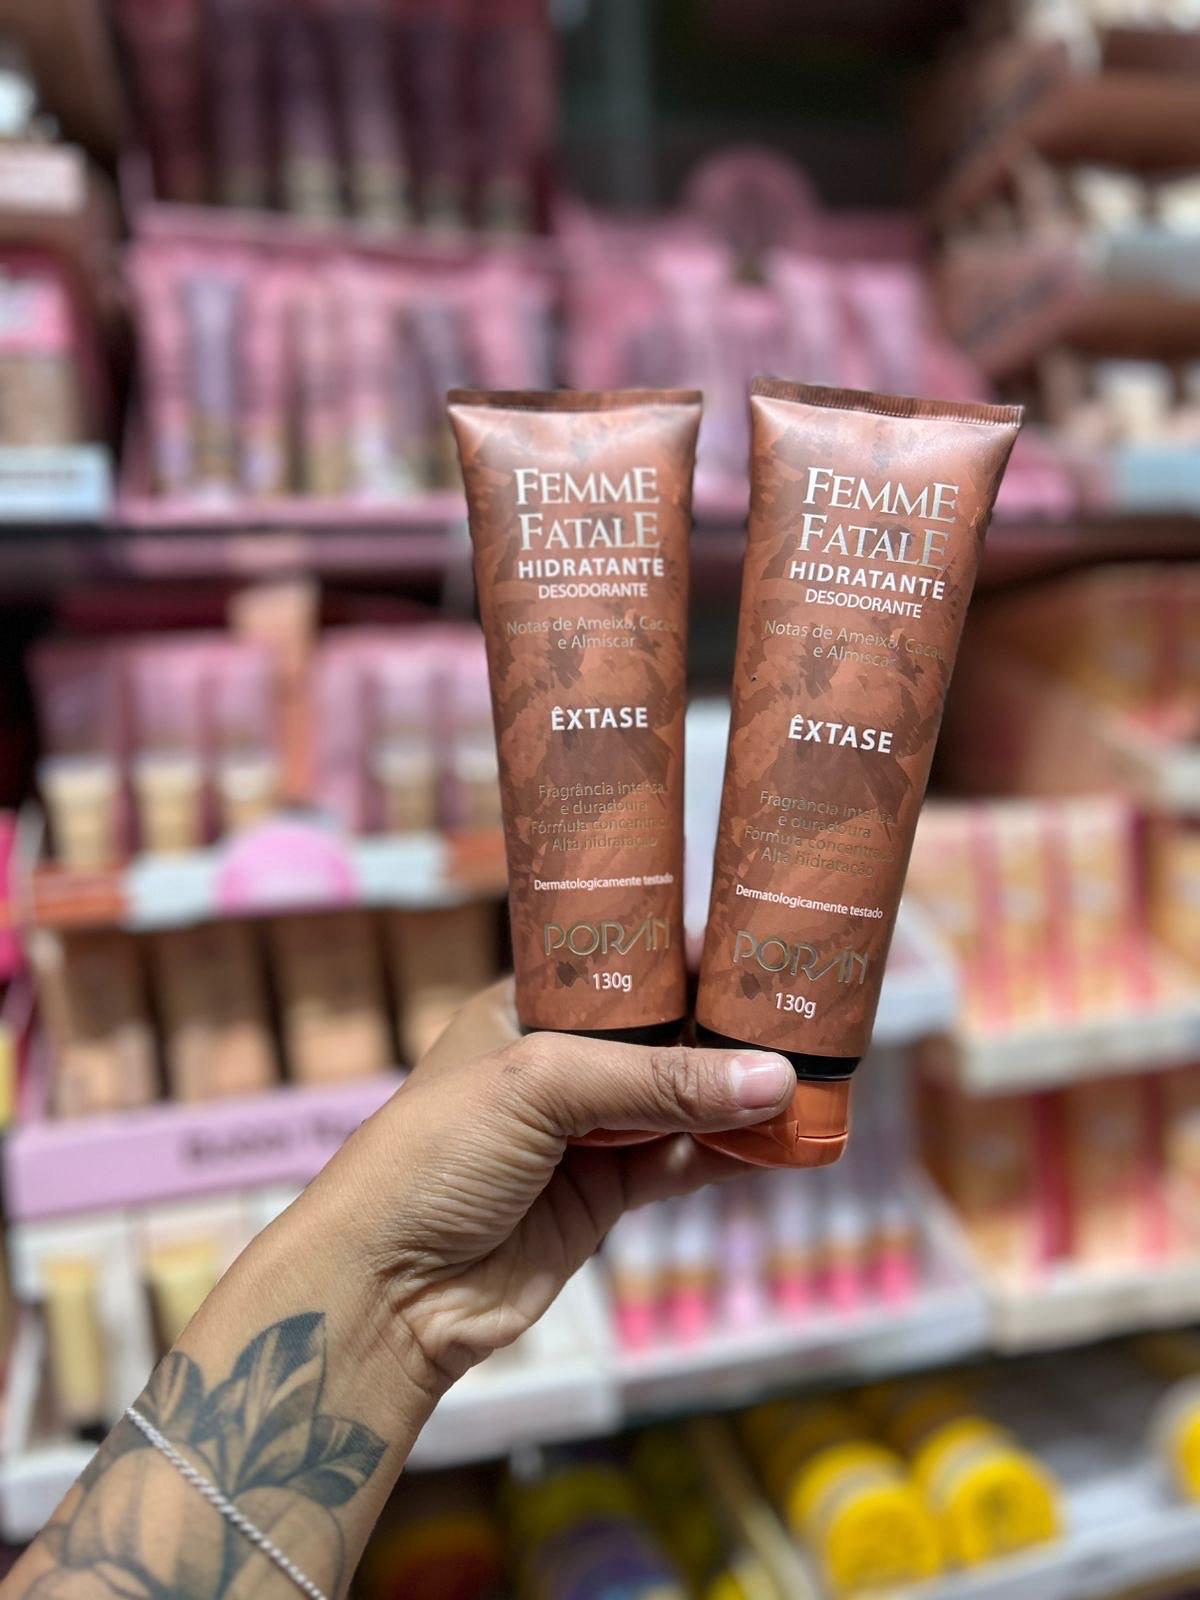 FEMME
FATALE
HIDRATANTE
DESODORANTE
Notas de Ameixa, Cacau
e Almíscar
ÊXTASE
Fragrância intensa
e duradoura
Fórmula concentrada
Alta hidratação
Dermatologicamente testado
PORÁN
130g
FEMME
FATALE
HIDRATANTE
DESODORANTE
Notas de Ameixa, Cacau
e Almíscar
ÊXTASE
Fragrância intensa
e duradoura
Fórmula concentrada
Alta hidratação
Dermatologicamente testado
PORÁN
130g